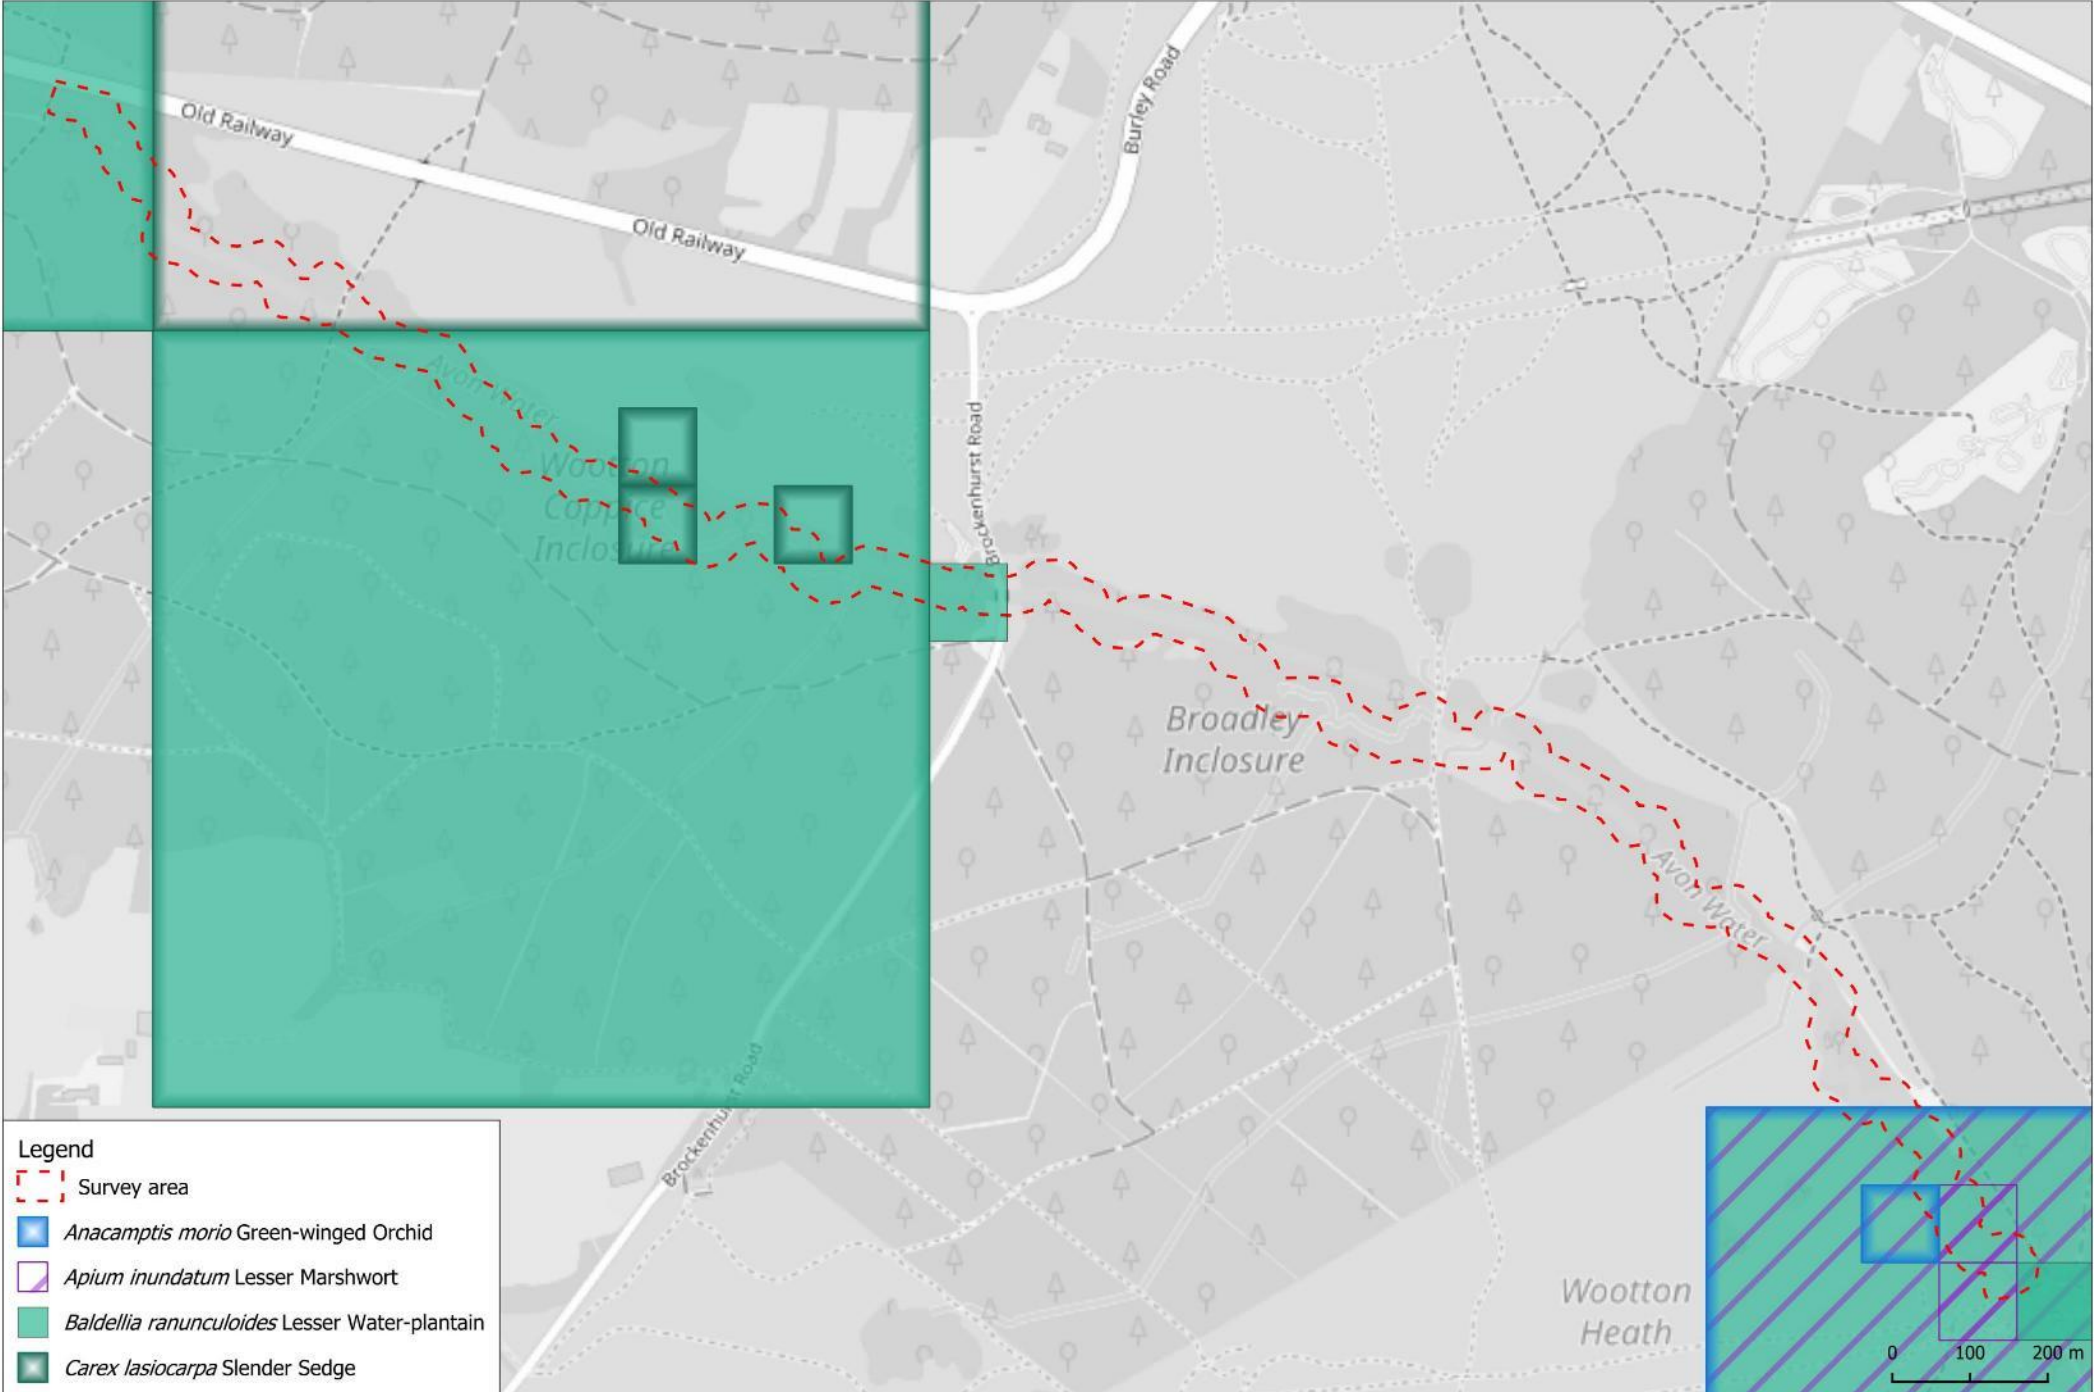 Old Railway
Burley Road
Old Railway
Avon Water
Brockenhurst Road
Wootton
Coppice
Inclosure
Broadley
Inclosure
Avon Water
Brockenhurst Road
Wootton
Heath
0 100 200 m
Legend
Survey area
Anacamptis morio Green-winged Orchid
Apium inundatum Lesser Marshwort
Baldellia ranunculoides Lesser Water-plantain
Carex lasiocarpa Slender Sedge